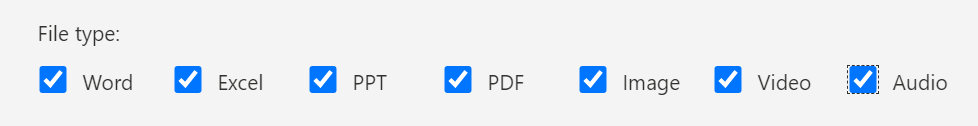 File type:
Word Excel PPT PDF Image Video Audio